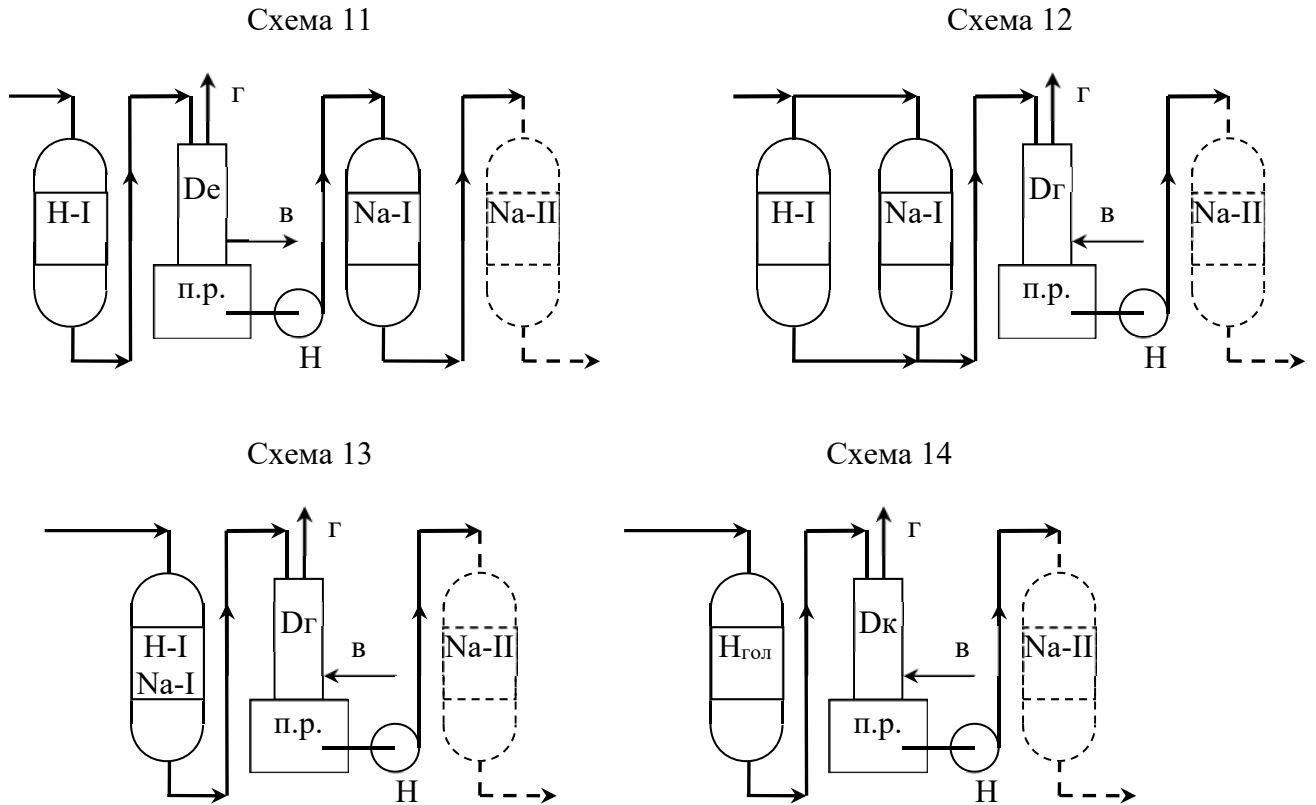 Схема 11
Схема 12
г
H-I
De
в
Na-I
Na-II
п.р.
Н
г
H-I
Na-I
Dг
в
Na-II
п.р.
Н
Схема 13
Схема 14
г
H-I
Na-I
Dг
в
Na-II
п.р.
Н
г
Нгол
Dк
в
Na-II
п.р.
Н